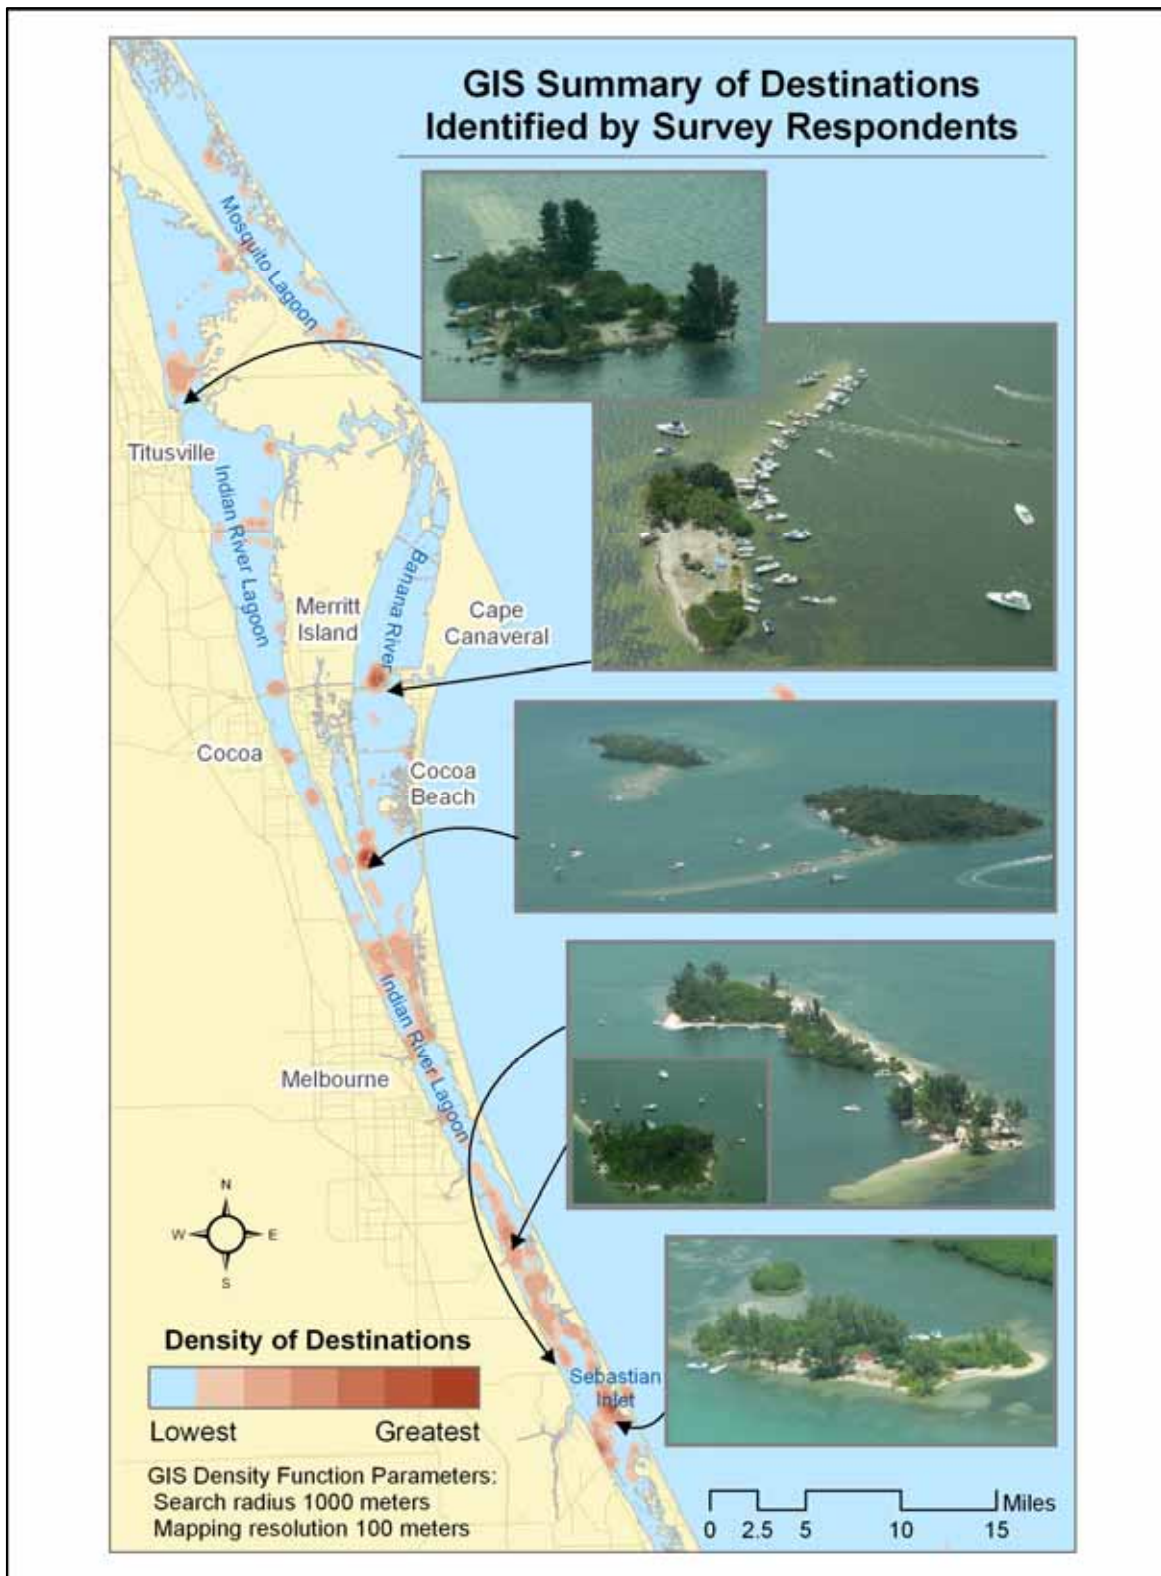 GIS Summary of Destinations
Identified by Survey Respondents
Mosquito Lagoon
Titusville
Indian River Lagoon
Banana River
Merritt
Island
Cape
Canaveral
Cocoa
Cocoa
Beach
Indian River Lagoon
Melbourne
N
W
E
S
Density of Destinations
Lowest
Greatest
Sebastian
Inlet
GIS Density Function Parameters:
Search radius 1000 meters
Mapping resolution 100 meters
Miles
0 2.5 5 10 15